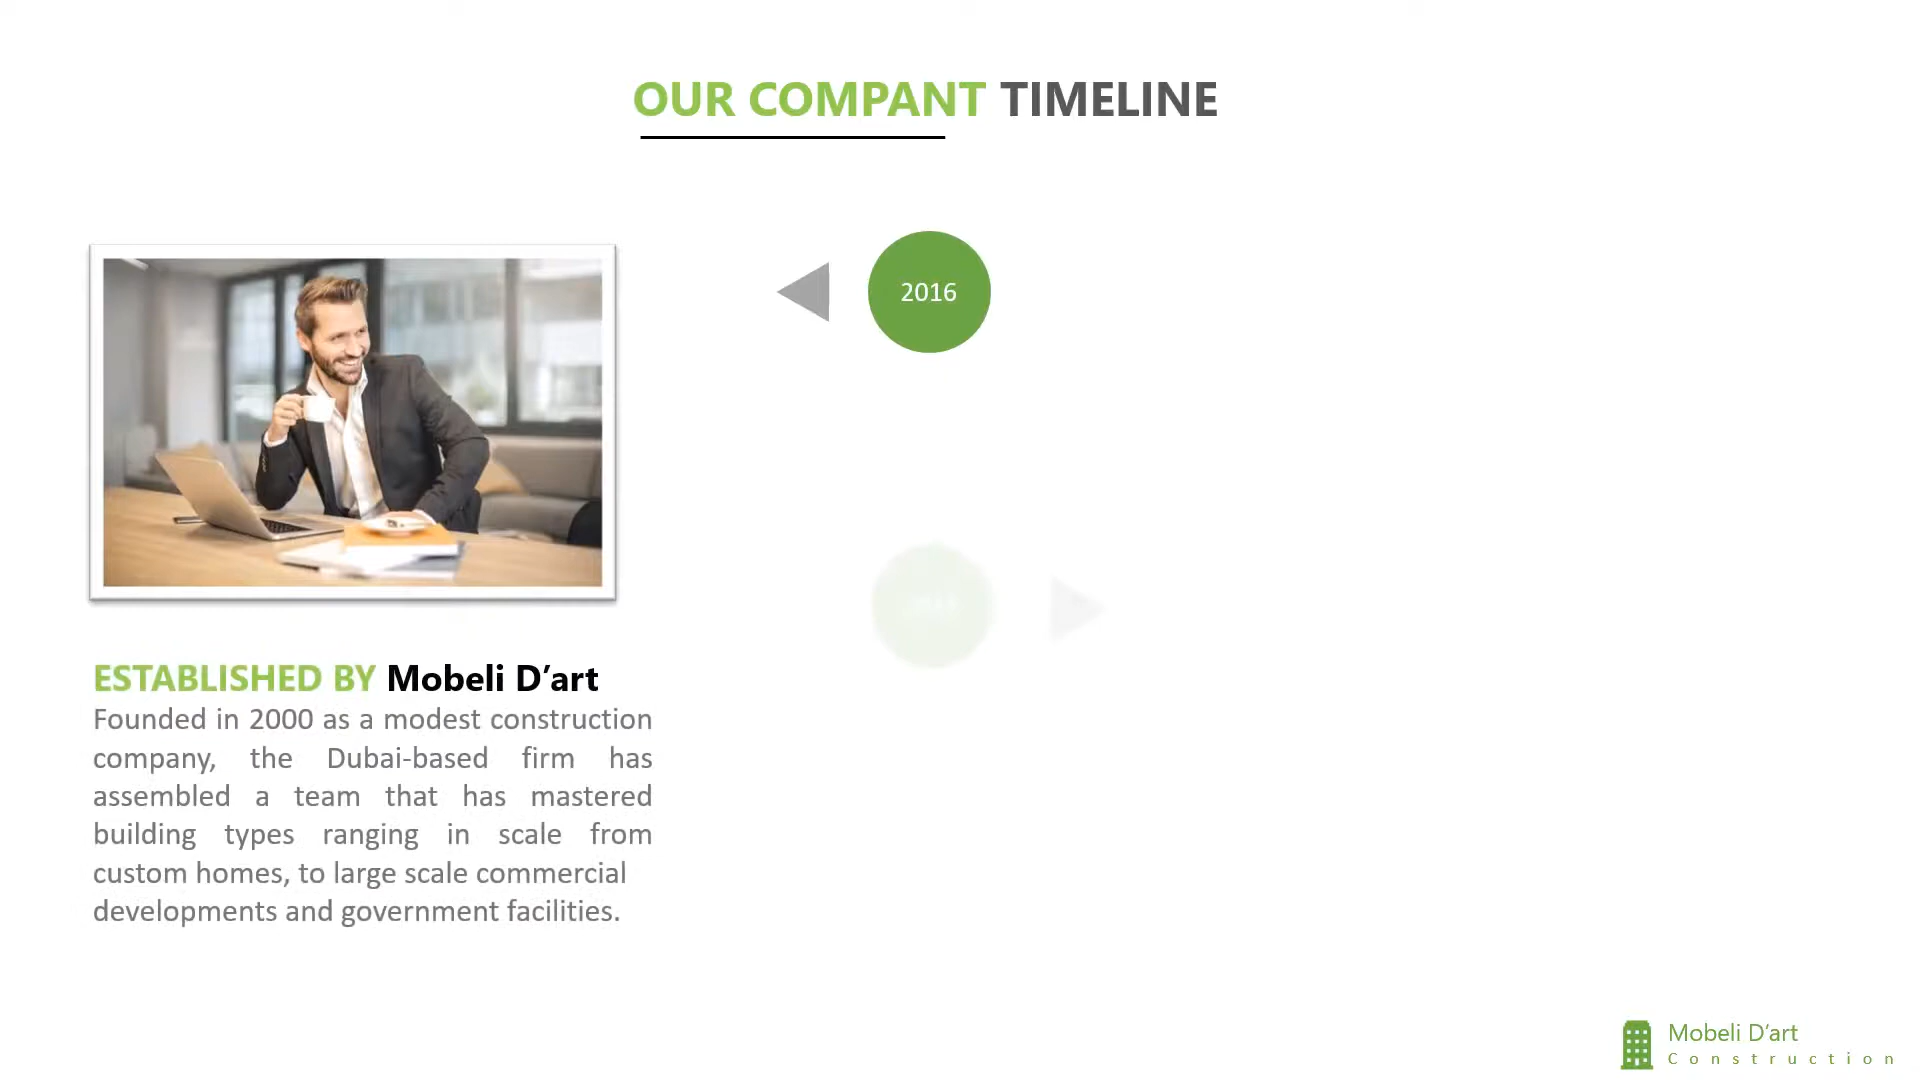 OUR COMPANT TIMELINE
2016
ESTABLISHED BY Mobeli D’art
Founded in 2000 as a modest construction
company, the Dubai-based firm has
assembled a team that has mastered
building types ranging in scale from
custom homes, to large scale commercial
developments and government facilities.
Mobeli D’art
Construction